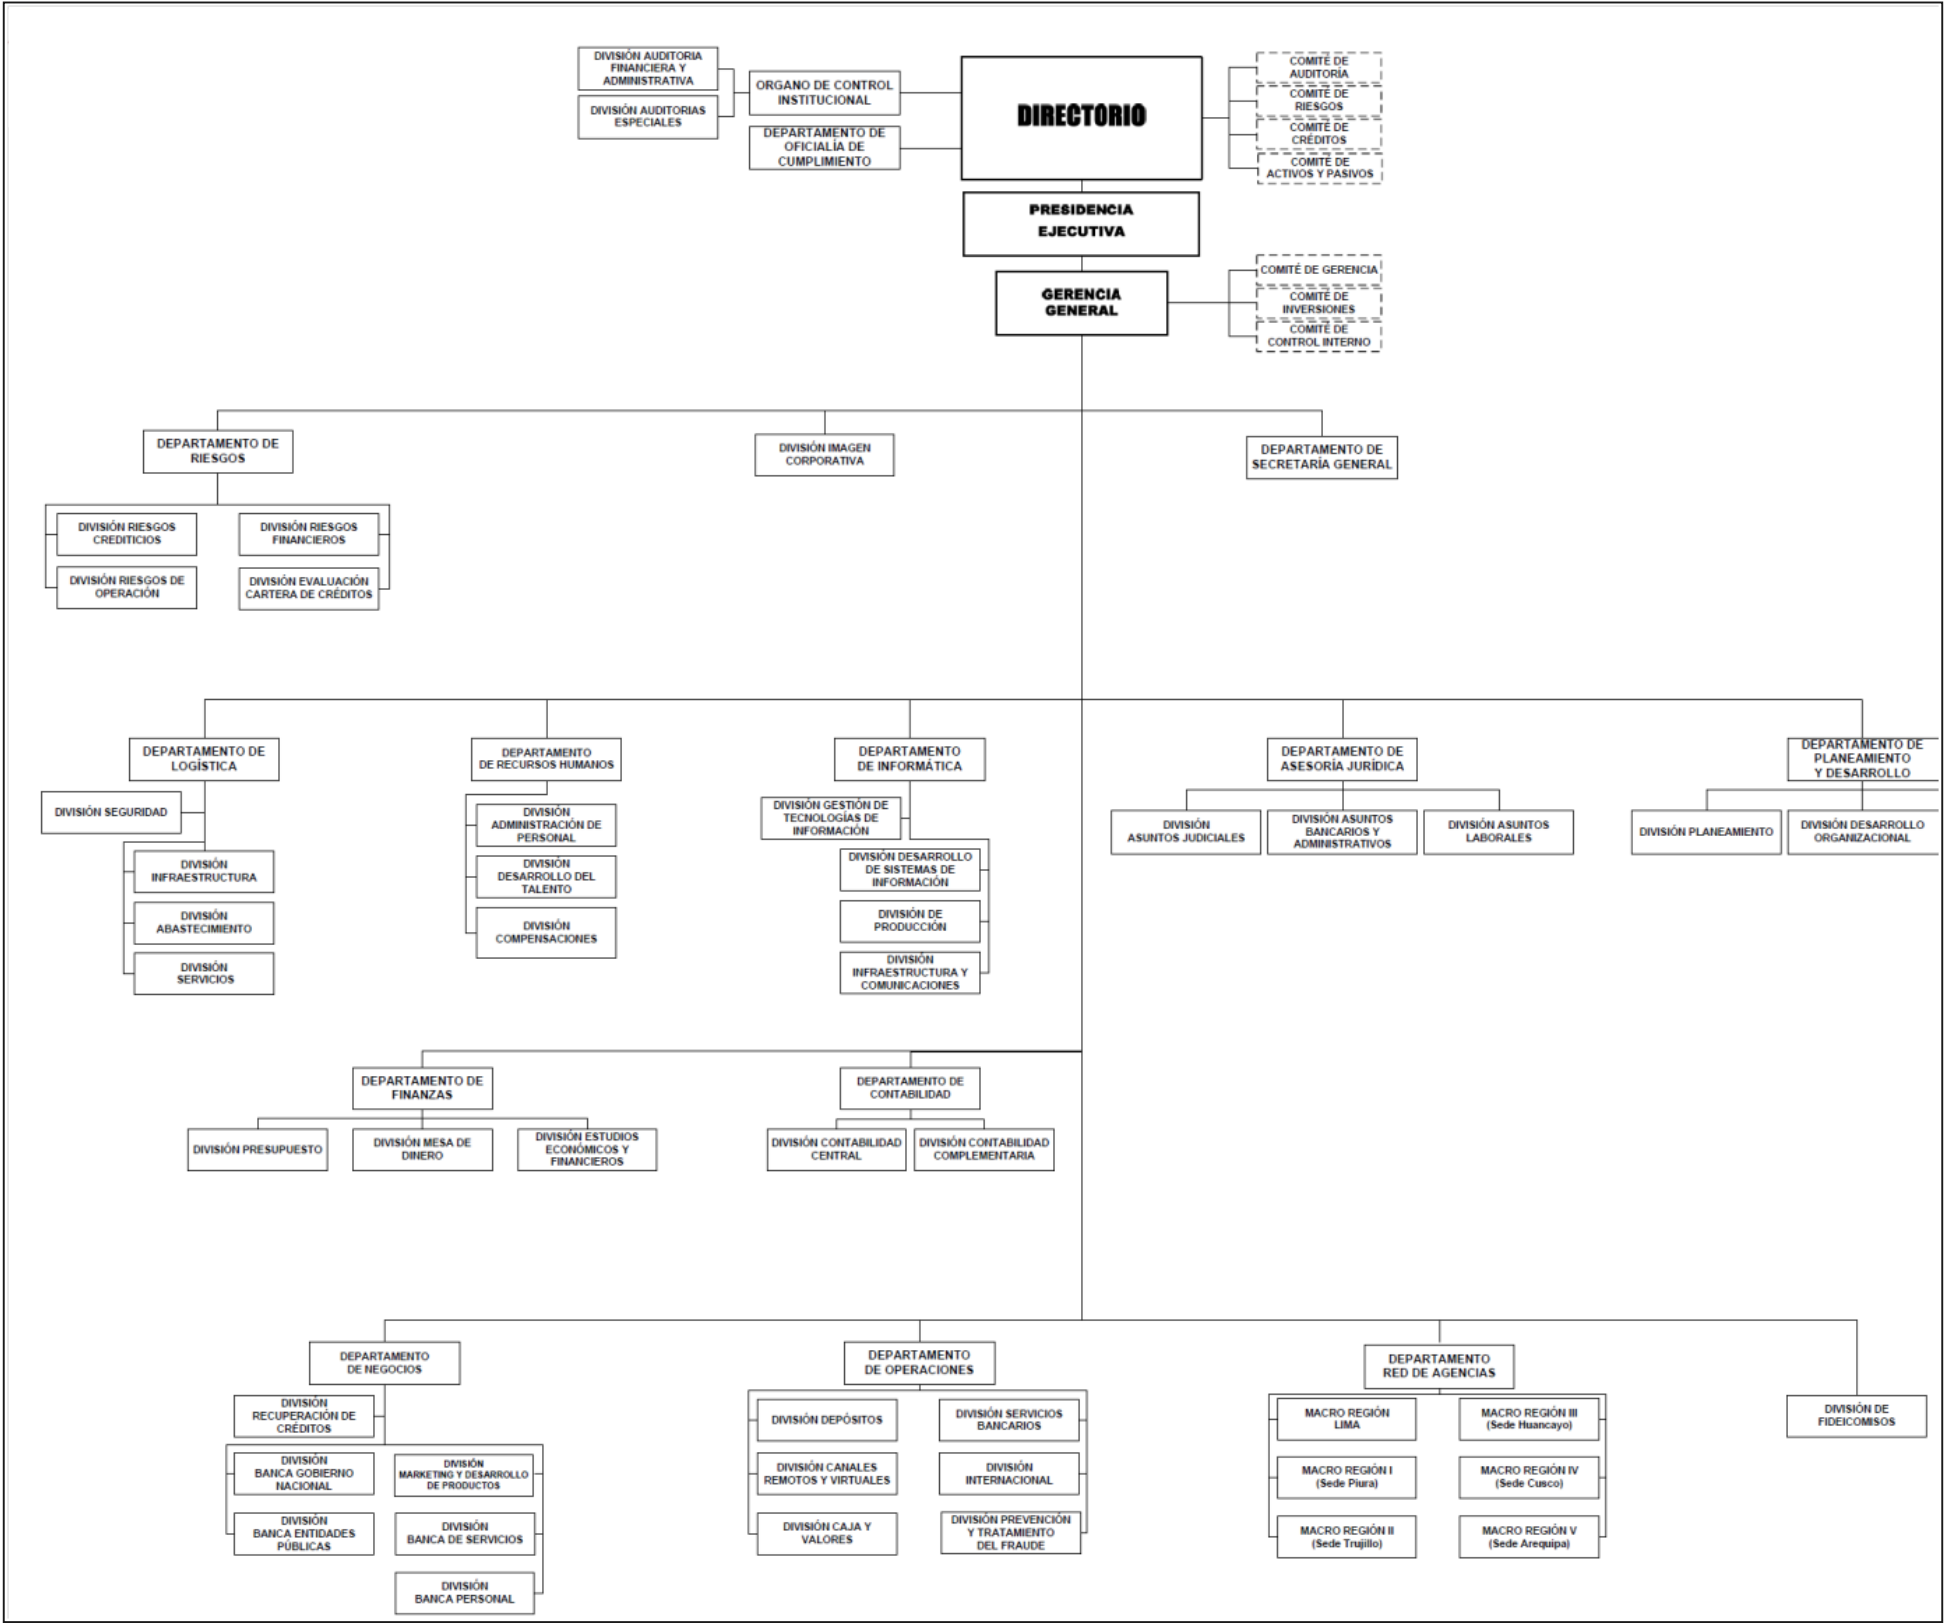 DIVISIÓN AUDITORIA
FINANCIERA Y
ADMINISTRATIVA
DIVISIÓN AUDITORIAS
ESPECIALES
ORGANO DE CONTROL
INSTITUCIONAL
DEPARTAMENTO DE
OFICIALÍA DE
CUMPLIMIENTO
DIRECTORIO
COMITÉ DE
AUDITORÍA
COMITÉ DE
RIESGOS
COMITÉ DE
CRÉDITOS
COMITÉ DE
ACTIVOS Y PASIVOS
PRESIDENCIA
EJECUTIVA
GERENCIA
GENERAL
COMITÉ DE GERENCIA
COMITÉ DE
INVERSIONES
COMITÉ DE
CONTROL INTERNO
DEPARTAMENTO DE
RIESGOS
DIVISIÓN IMAGEN
CORPORATIVA
DEPARTAMENTO DE
SECRETARÍA GENERAL
DIVISIÓN RIESGOS
CREDITICIOS
DIVISIÓN RIESGOS
FINANCIEROS
DIVISIÓN RIESGOS DE
OPERACIÓN
DIVISIÓN EVALUACIÓN
CARTERA DE CRÉDITOS
DEPARTAMENTO DE
LOGÍSTICA
DIVISIÓN SEGURIDAD
DIVISIÓN
INFRAESTRUCTURA
DIVISIÓN
ABASTECIMIENTO
DIVISIÓN
SERVICIOS
DEPARTAMENTO
DE RECURSOS HUMANOS
DIVISIÓN
ADMINISTRACIÓN DE
PERSONAL
DIVISIÓN
DESARROLLO DEL
TALENTO
DIVISIÓN
COMPENSACIONES
DEPARTAMENTO
DE INFORMÁTICA
DIVISIÓN GESTIÓN DE
TECNOLOGÍAS DE
INFORMACIÓN
DIVISIÓN DESARROLLO
DE SISTEMAS DE
INFORMACIÓN
DIVISIÓN DE
PRODUCCIÓN
DIVISIÓN
INFRAESTRUCTURA Y
COMUNICACIONES
DEPARTAMENTO DE
ASESORÍA JURÍDICA
DIVISIÓN
ASUNTOS JUDICIALES
DIVISIÓN ASUNTOS
BANCARIOS Y
ADMINISTRATIVOS
DIVISIÓN ASUNTOS
LABORALES
DEPARTAMENTO DE
PLANEAMIENTO
Y DESARROLLO
DIVISIÓN PLANEAMIENTO
DIVISIÓN DESARROLLO
ORGANIZACIONAL
DEPARTAMENTO DE
FINANZAS
DIVISIÓN PRESUPUESTO
DIVISIÓN MESA DE
DINERO
DIVISIÓN ESTUDIOS
ECONÓMICOS Y
FINANCIEROS
DEPARTAMENTO DE
CONTABILIDAD
DIVISIÓN CONTABILIDAD
CENTRAL
DIVISIÓN CONTABILIDAD
COMPLEMENTARIA
DEPARTAMENTO
DE NEGOCIOS
DIVISIÓN
RECUPERACIÓN DE
CRÉDITOS
DIVISIÓN
BANCA GOBIERNO
NACIONAL
DIVISIÓN
MARKETING Y DESARROLLO
DE PRODUCTOS
DIVISIÓN
BANCA ENTIDADES
PÚBLICAS
DIVISIÓN
BANCA DE SERVICIOS
DIVISIÓN
BANCA PERSONAL
DEPARTAMENTO
DE OPERACIONES
DIVISIÓN DEPÓSITOS
DIVISIÓN SERVICIOS
BANCARIOS
DIVISIÓN CANALES
REMOTOS Y VIRTUALES
DIVISIÓN
INTERNACIONAL
DIVISIÓN CAJA Y
VALORES
DIVISIÓN PREVENCIÓN
Y TRATAMIENTO
DEL FRAUDE
DEPARTAMENTO
RED DE AGENCIAS
MACRO REGIÓN
LIMA
MACRO REGIÓN III
(Sede Huancayo)
MACRO REGIÓN I
(Sede Piura)
MACRO REGIÓN IV
(Sede Cusco)
MACRO REGIÓN II
(Sede Trujillo)
MACRO REGIÓN V
(Sede Arequipa)
DIVISIÓN DE
FIDEICOMISOS